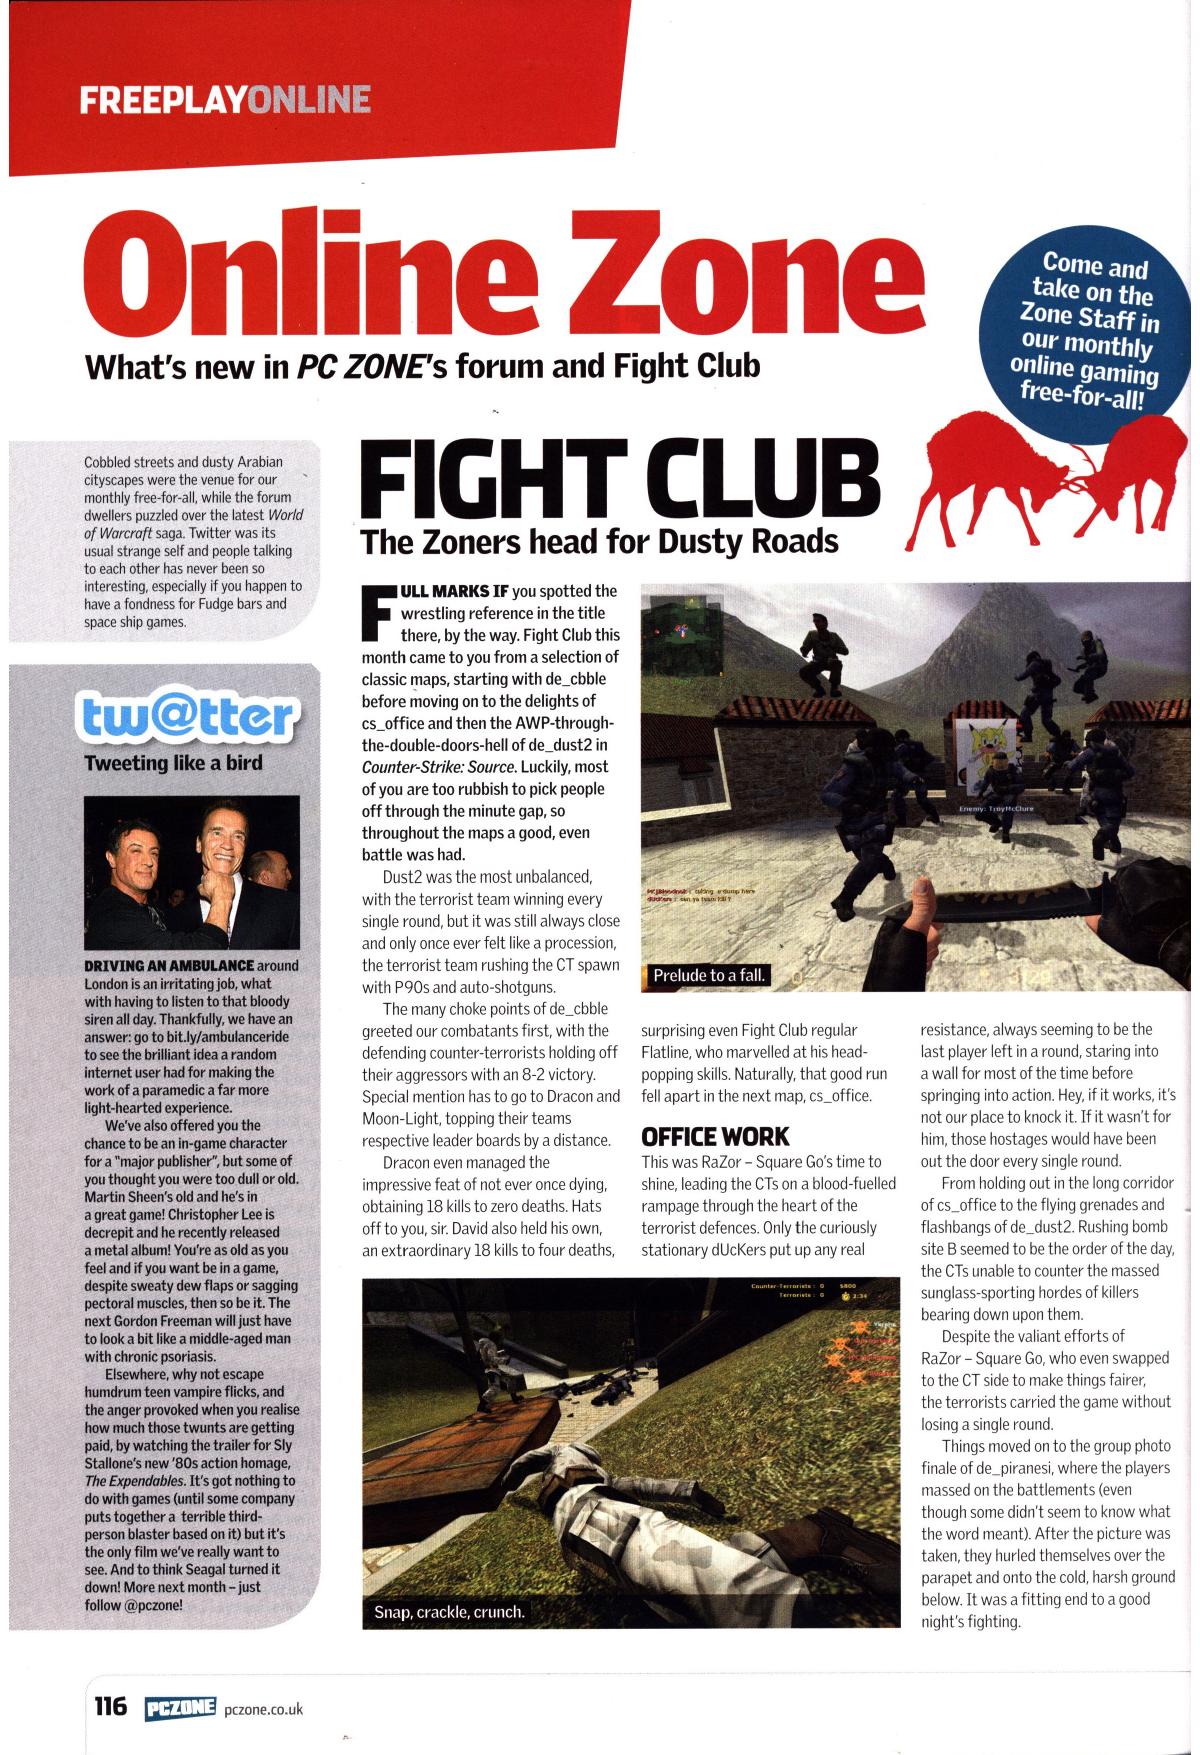 FREEPLAYONLINE
Online Zone
What's new in PC ZONE's forum and Fight Club
Come and
take on the
Zone Staff in
our monthly
online gaming
free-for-all!
Cobbled streets and dusty Arabian
cityscapes were the venue for our
monthly free-for-all, while the forum
dwellers puzzled over the latest World
of Warcraft saga. Twitter was its
usual strange self and people talking
to each other has never been so
interesting, especially if you happen to
have a fondness for Fudge bars and
space ship games.
tw@tter
Tweeting like a bird
DRIVING AN AMBULANCE around
London is an irritating job, what
with having to listen to that bloody
siren all day. Thankfully, we have an
answer: go to bit.ly/ambulanceride
to see the brilliant idea a random
internet user had for making the
work of a paramedic a far more
light-hearted experience.
We've also offered you the
chance to be an in-game character
for a "major publisher", but some of
you thought you were too dull or old.
Martin Sheen's old and he's in
a great game! Christopher Lee is
decrepit and he recently released
a metal album! You're as old as you
feel and if you want be in a game,
despite sweaty dew flaps or sagging
pectoral muscles, then so be it. The
next Gordon Freeman will just have
to look a bit like a middle-aged man
with chronic psoriasis.
Elsewhere, why not escape
humdrum teen vampire flicks, and
the anger provoked when you realise
how much those twunts are getting
paid, by watching the trailer for Sly
Stallone's new '80s action homage,
The Expendables. It's got nothing to
do with games (until some company
puts together a terrible third-
person blaster based on it) but it's
the only film we've really want to
see. And to think Seagal turned it
down! More next month – just
follow @pczone!
FIGHT CLUB
The Zoners head for Dusty Roads
FULL MARKS IF you spotted the
wrestling reference in the title
there, by the way. Fight Club this
month came to you from a selection of
classic maps, starting with de_cbble
before moving on to the delights of
cs_office and then the AWP-through-
the-double-doors-hell of de_dust2 in
Counter-Strike: Source. Luckily, most
of you are too rubbish to pick people
off through the minute gap, so
throughout the maps a good, even
battle was had.
Dust2 was the most unbalanced,
with the terrorist team winning every
single round, but it was still always close
and only once ever felt like a procession,
the terrorist team rushing the CT spawn
with P90s and auto-shotguns.
The many choke points of de_cbble
greeted our combatants first, with the
defending counter-terrorists holding off
their aggressors with an 8-2 victory.
Special mention has to go to Dracon and
Moon-Light, topping their teams
respective leader boards by a distance.
Dracon even managed the
impressive feat of not ever once dying,
obtaining 18 kills to zero deaths. Hats
off to you, sir. David also held his own,
an extraordinary 18 kills to four deaths,
Enemy: TroyMcClure
Prelude to a fall.
surprising even Fight Club regular
Flatline, who marvelled at his head-
popping skills. Naturally, that good run
fell apart in the next map, cs_office.
OFFICE WORK
This was RaZor – Square Go's time to
shine, leading the CTs on a blood-fuelled
rampage through the heart of the
terrorist defences. Only the curiously
stationary dUcKers put up any real
resistance, always seeming to be the
last player left in a round, staring into
a wall for most of the time before
springing into action. Hey, if it works, it's
not our place to knock it. If it wasn't for
him, those hostages would have been
out the door every single round.
From holding out in the long corridor
of cs_office to the flying grenades and
flashbangs of de_dust2. Rushing bomb
site B seemed to be the order of the day,
the CTs unable to counter the massed
sunglass-sporting hordes of killers
bearing down upon them.
Despite the valiant efforts of
RaZor – Square Go, who even swapped
to the CT side to make things fairer,
the terrorists carried the game without
losing a single round.
Things moved on to the group photo
finale of de_piranesi, where the players
massed on the battlements (even
though some didn't seem to know what
the word meant). After the picture was
taken, they hurled themselves over the
parapet and onto the cold, harsh ground
below. It was a fitting end to a good
night's fighting.
Counter-Terrorists : 0 $800
Terrorists : 0 2:34
Snap, crackle, crunch.
116 PCZONE pczone.co.uk